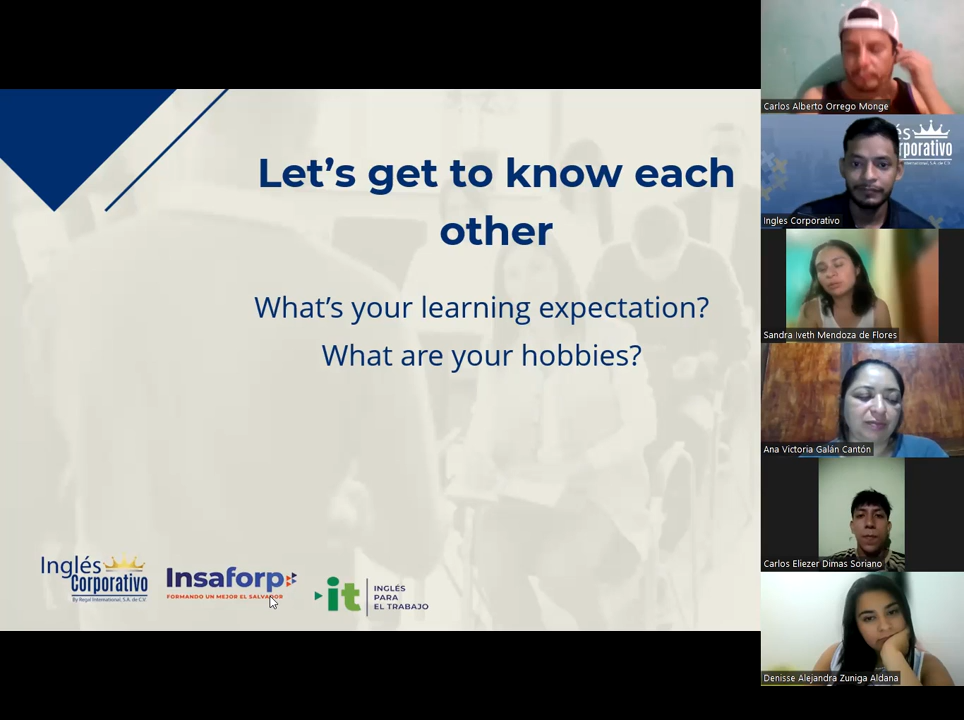 Let's get to know each
other
What's your learning expectation?
What are your hobbies?
Inglés
Corporativo
By Regal International, S.A. de C.V.
Insaforp
FORMANDO UN MEJOR EL SALVADOR
it
INGLÉS
PARA
EL TRABAJO
Carlos Alberto Orrego Monge
Ingles Corporativo
Sandra Iveth Mendoza de Flores
Ana Victoria Galán Cantón
Carlos Eliezer Dimas Soriano
Denisse Alejandra Zuniga Aldana